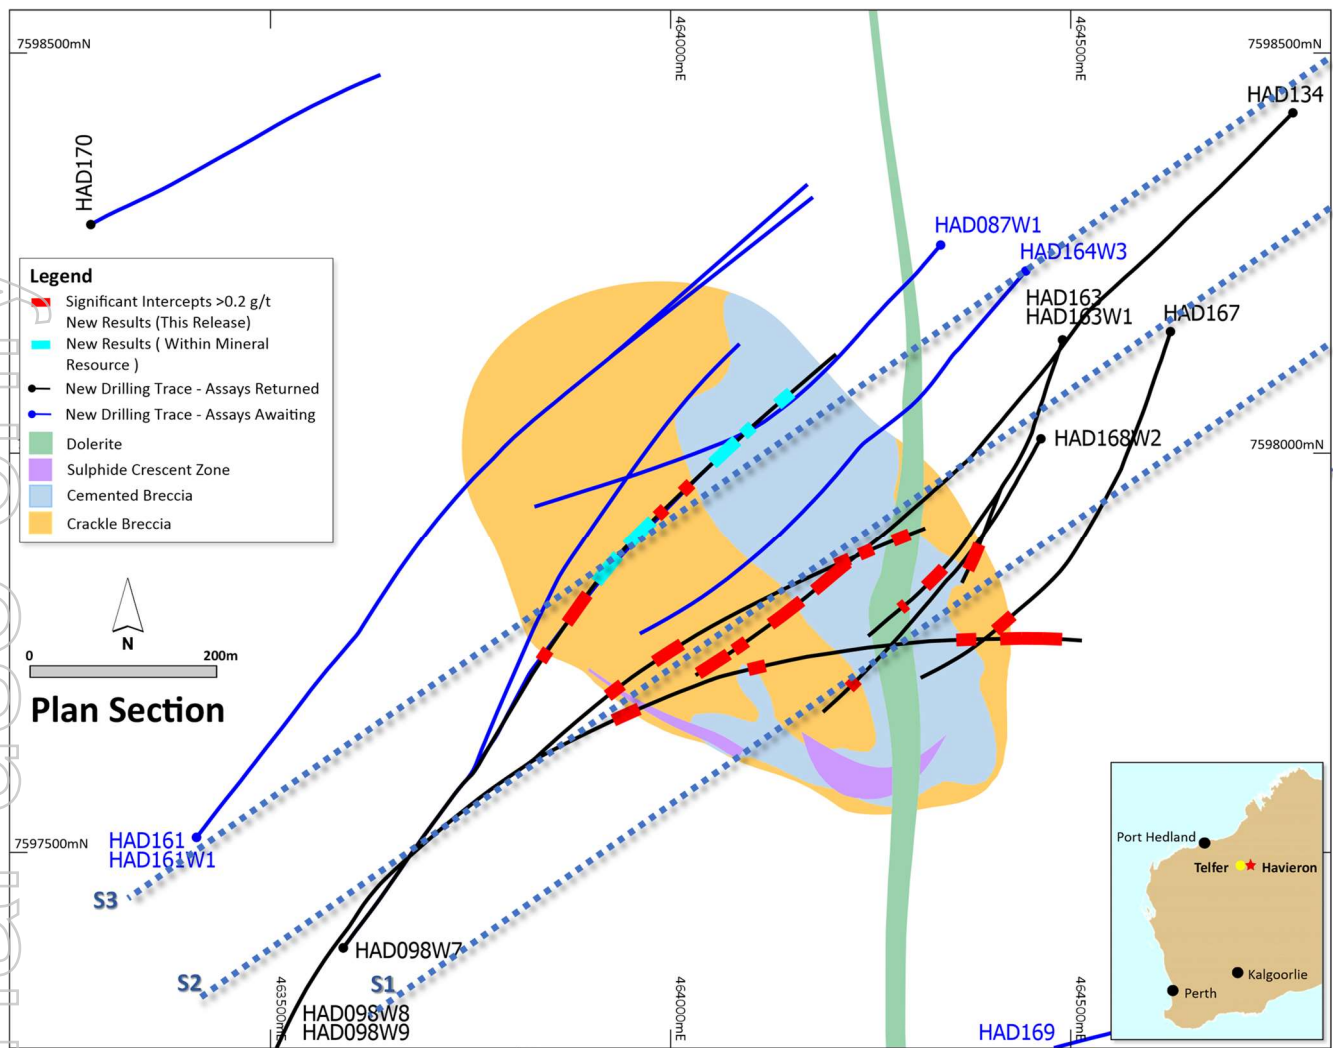 7598500mN
464000mE
464500mE
7598500mN
HAD134
HAD170
HAD087W1
HAD164W3
HAD163
HAD163W1
HAD167
Legend
Significant Intercepts >0.2 g/t
New Results (This Release)
New Results ( Within Mineral
Resource )
New Drilling Trace - Assays Returned
New Drilling Trace - Assays Awaiting
Dolerite
Sulphide Crescent Zone
Cemented Breccia
Crackle Breccia
7598000mN
HAD168W2
N
0
200m
Plan Section
7597500mN
HAD161
HAD161W1
S3
S2
S1
HAD098W7
HAD098W8
HAD098W9
463500mE
464000mE
464500mE
HAD169
Port Hedland
Telfer
Havieron
Kalgoorlie
Perth